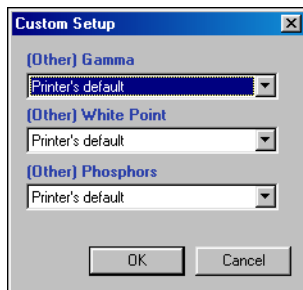 Custom Setup
(Other) Gamma
Printer's default
(Other) White Point
Printer's default
(Other) Phosphors
Printer's default
OK Cancel